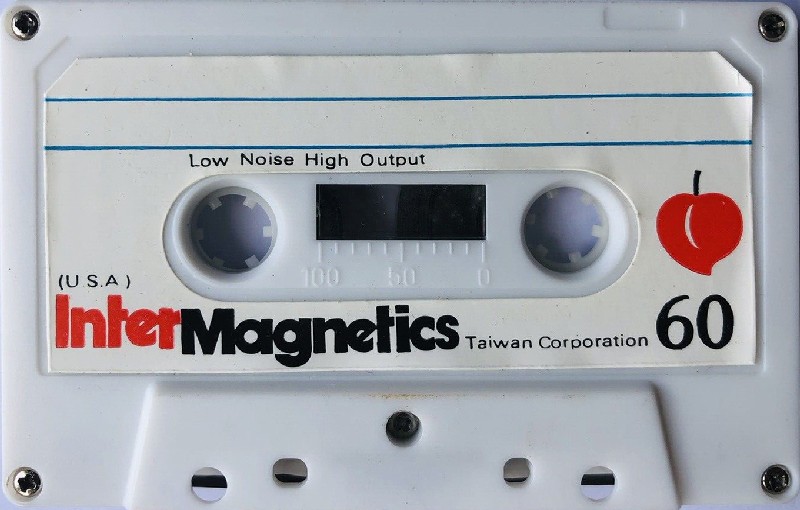 Low Noise High Output
100 50 0
(U.S.A)
InterMagnetics Taiwan Corporation 60